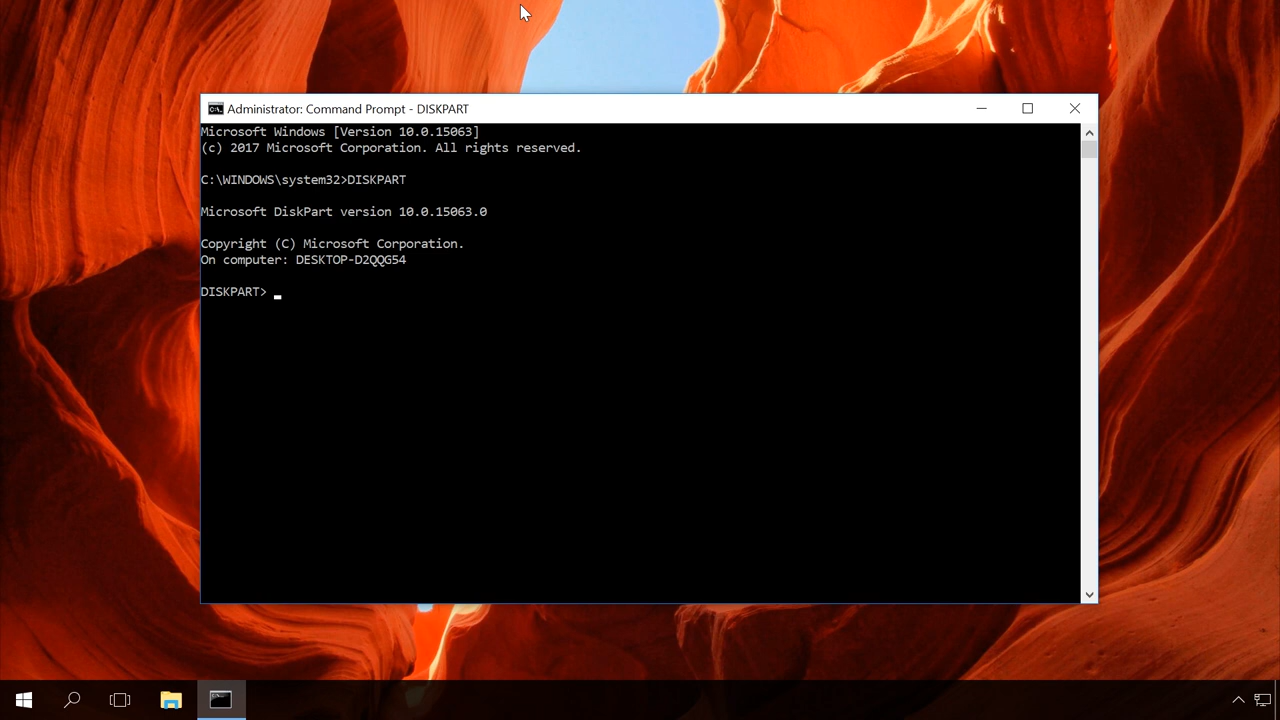 Administrator: Command Prompt - DISKPART
Microsoft Windows [Version 10.0.15063]
(c) 2017 Microsoft Corporation. All rights reserved.
C:\WINDOWS\system32>DISKPART
Microsoft DiskPart version 10.0.15063.0
Copyright (C) Microsoft Corporation.
On computer: DESKTOP-D2QQG54
DISKPART>